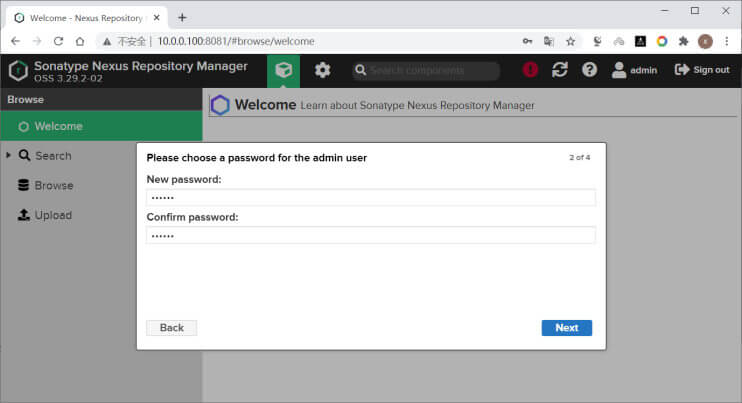 Welcome - Nexus Repository
不安全 | 10.0.0.100:8081/#browse/welcome
Sonatype Nexus Repository Manager
OSS 3.29.2-02
Search components
admin
Sign out
Browse
Welcome
Search
Browse
Upload
Welcome Learn about Sonatype Nexus Repository Manager
Please choose a password for the admin user
2 of 4
New password:
••••••
Confirm password:
••••••
Back
Next